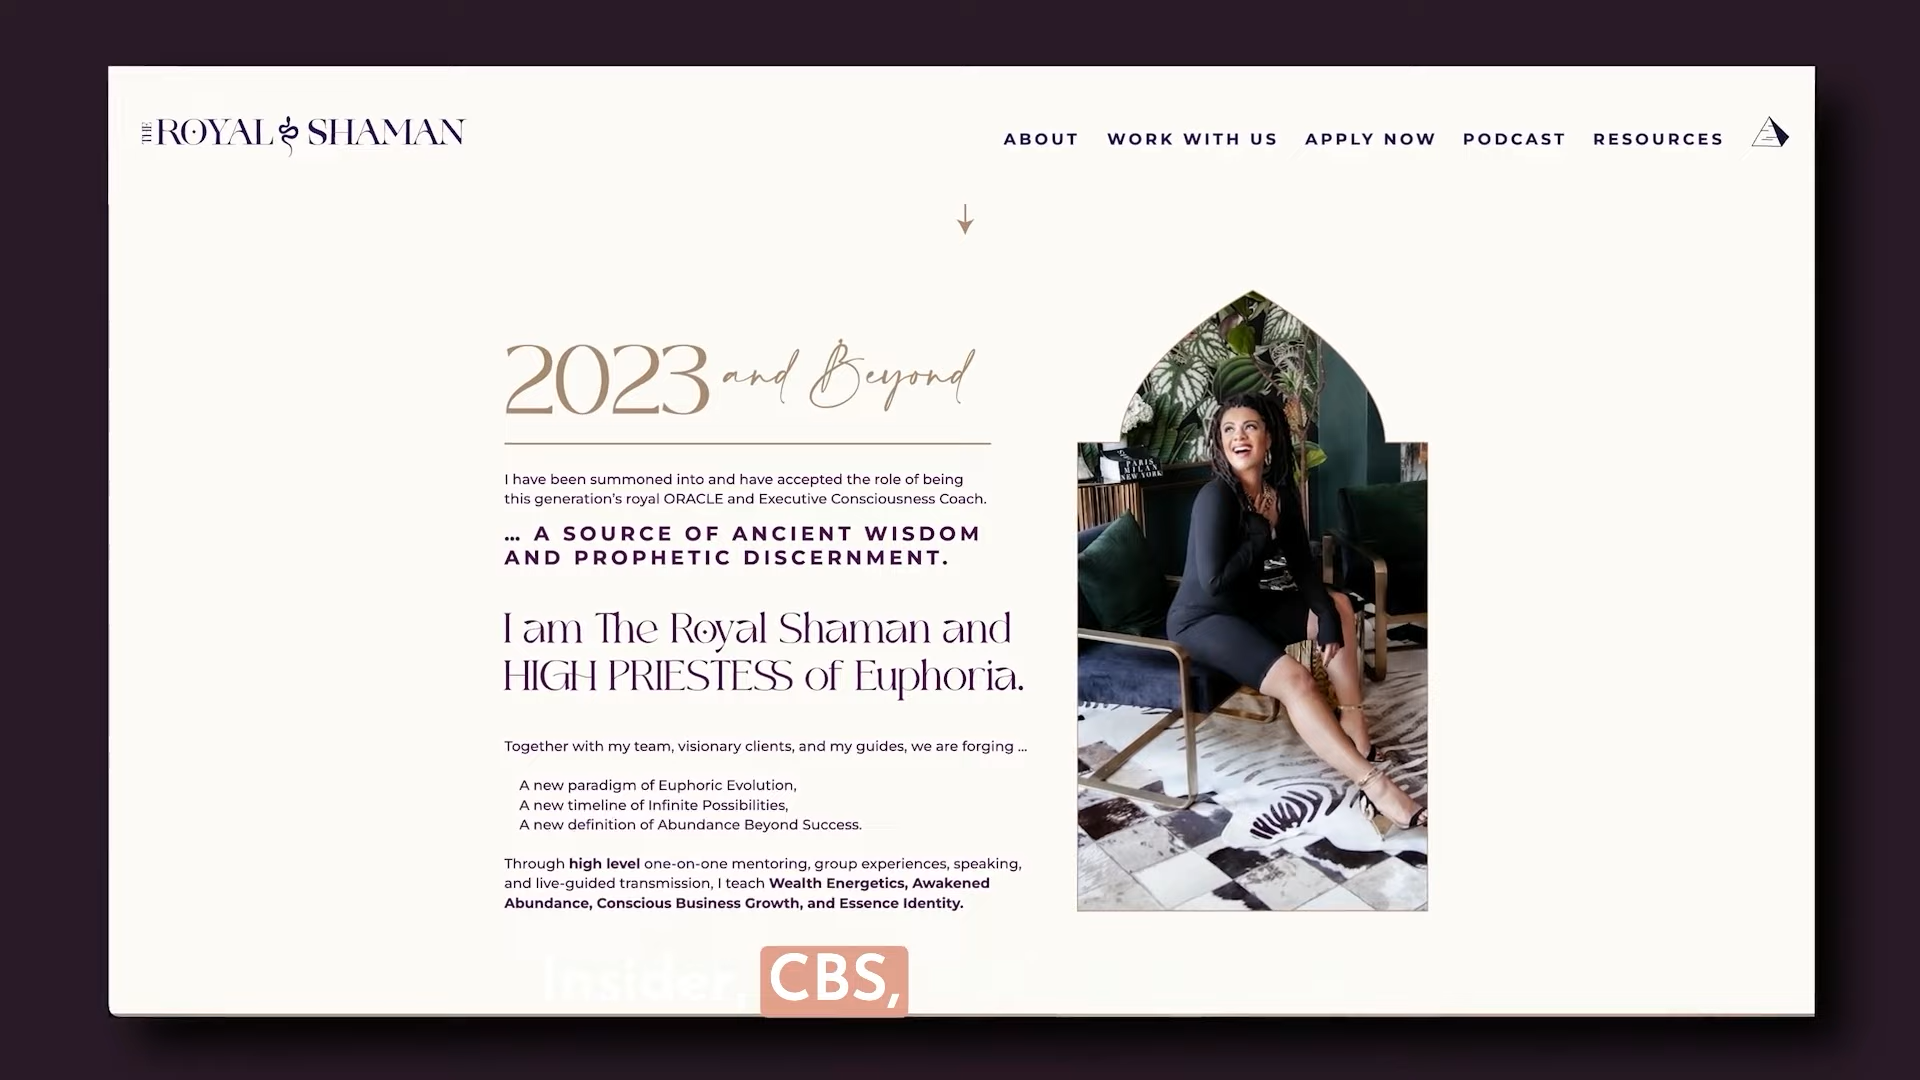 THE ROYAL SHAMAN
ABOUT WORK WITH US APPLY NOW PODCAST RESOURCES
2023 and Beyond
I have been summoned into and have accepted the role of being
this generation's royal ORACLE and Executive Consciousness Coach.
... A SOURCE OF ANCIENT WISDOM
AND PROPHETIC DISCERNMENT.
I am The Royal Shaman and
HIGH PRIESTESS of Euphoria.
Together with my team, visionary clients, and my guides, we are forging ...
A new paradigm of Euphoric Evolution,
A new timeline of Infinite Possibilities,
A new definition of Abundance Beyond Success.
Through high level one-on-one mentoring, group experiences, speaking,
and live-guided transmission, I teach Wealth Energetics, Awakened
Abundance, Conscious Business Growth, and Essence Identity.
PARIS
MILAN
NEW YORK
Insider, CBS,